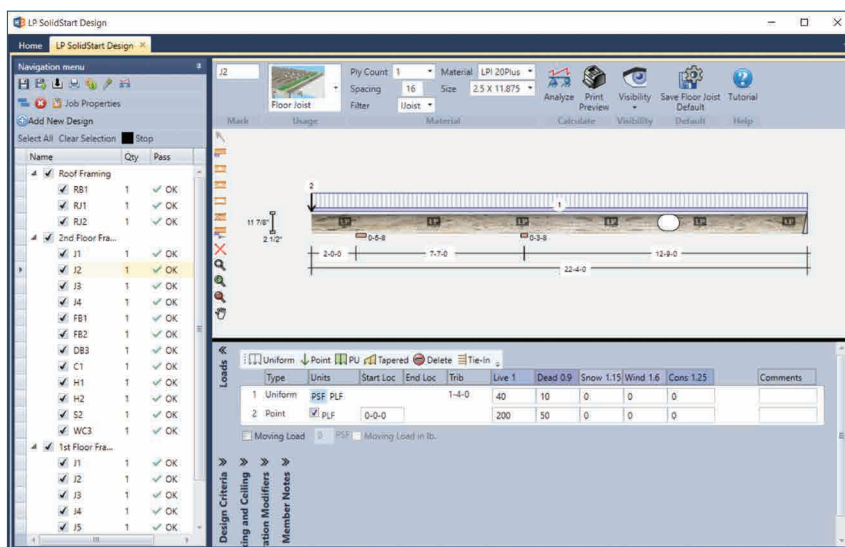 LP SolidStart Design
Home LP SolidStart Design ×
Navigation menu
Job Properties
Add New Design
Select All Clear Selection Stop
Name Qty Pass
Roof Framing
RB1 1 OK
RJ1 1 OK
RJ2 1 OK
2nd Floor Fra...
J1 1 OK
J2 1 OK
J3 1 OK
J4 1 OK
FB1 1 OK
FB2 1 OK
DB3 1 OK
C1 1 OK
H1 1 OK
H2 1 OK
S2 1 OK
WC3 1 OK
1st Floor Fra...
J1 1 OK
J2 1 OK
J3 1 OK
J4 1 OK
J5 1 OK
J2
Mark
Floor Joist
Usage
Ply Count 1 Material LPI 20Plus
Spacing 16 Size 2.5 X 11.875
Filter IJoist
Material
Analyze Print Preview
Calculate
Visibility
Visibility
Save Floor Joist Default
Default
Tutorial
Help
2
1
11 7/8"
2 1/2"
LP LP LP LP LP LP
0-5-8 0-3-8
2-0-0 7-7-0 12-9-0
22-4-0
Loads
Uniform Point PU Tapered Delete Tie-In
Type Units Start Loc End Loc Trib Live 1 Dead 0.9 Snow 1.15 Wind 1.6 Cons 1.25 Comments
1 Uniform PSF PLF 1-4-0 40 10 0 0 0
2 Point PLF 0-0-0 200 50 0 0 0
Moving Load 0 PSF Moving Load in lb.
Design Criteria
king and Ceiling
ration Modifiers
Member Notes